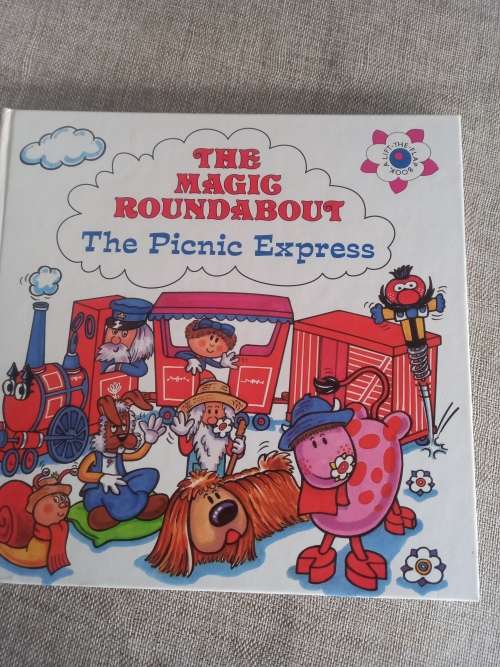 THE
MAGIC
ROUNDABOUT
The Picnic Express
A LIFT-THE-FLAP BOOK